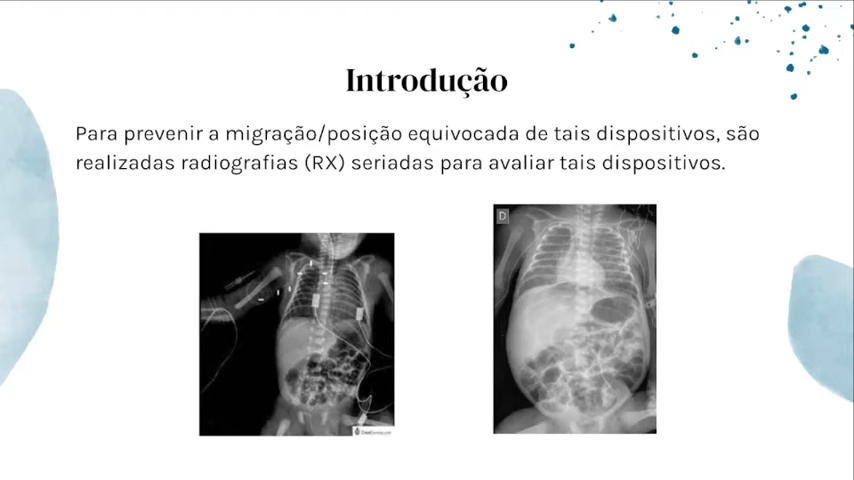 Introdução
Para prevenir a migração/posição equivocada de tais dispositivos, são
realizadas radiografias (RX) seriadas para avaliar tais dispositivos.
D